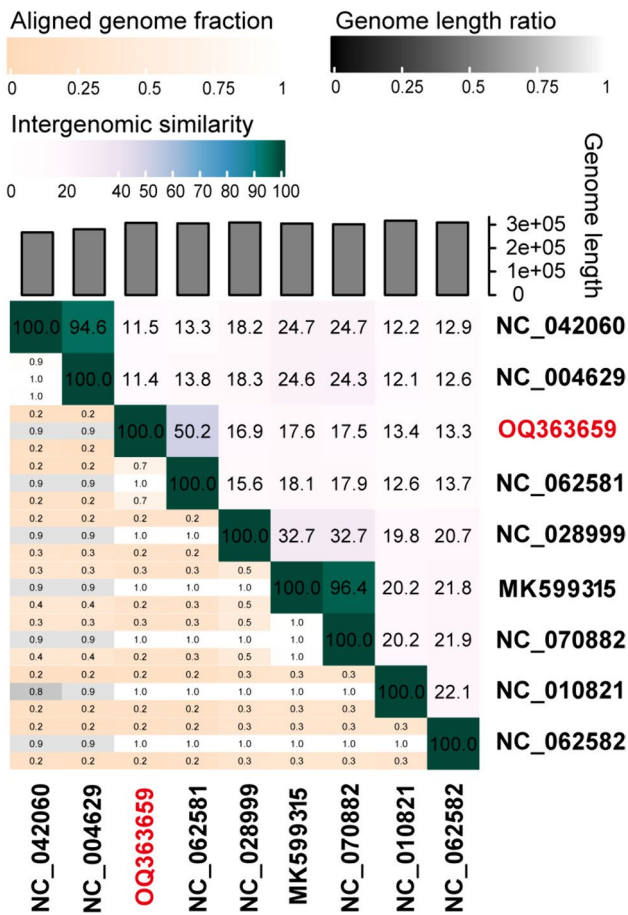 Aligned genome fraction
0 0.25 0.5 0.75 1
Genome length ratio
0 0.25 0.5 0.75 1
Intergenomic similarity
0 20 40 50 60 70 80 90 100
Genome length
3e+05
2e+05
1e+05
0
100.0 94.6 11.5 13.3 18.2 24.7 24.7 12.2 12.9 NC_042060
0.9
1.0
1.0
100.0 11.4 13.8 18.3 24.6 24.3 12.1 12.6 NC_004629
0.2 0.2
0.9 0.9
0.2 0.2
100.0 50.2 16.9 17.6 17.5 13.4 13.3 OQ363659
0.2 0.2 0.7
0.9 0.9 1.0
0.2 0.2 0.7
100.0 15.6 18.1 17.9 12.6 13.7 NC_062581
0.2 0.2 0.2 0.2
0.9 0.9 1.0 1.0
0.3 0.3 0.2 0.2
100.0 32.7 32.7 19.8 20.7 NC_028999
0.3 0.3 0.3 0.3 0.5
0.9 0.9 1.0 1.0 1.0
0.4 0.4 0.2 0.3 0.5
100.0 96.4 20.2 21.8 MK599315
0.3 0.3 0.3 0.3 0.5 1.0
0.9 0.9 1.0 1.0 1.0 1.0
0.4 0.4 0.2 0.3 0.5 1.0
100.0 20.2 21.9 NC_070882
0.2 0.2 0.2 0.2 0.3 0.3 0.3
0.8 0.9 1.0 1.0 1.0 1.0 1.0
0.2 0.2 0.2 0.2 0.3 0.3 0.3
100.0 22.1 NC_010821
0.2 0.2 0.2 0.2 0.3 0.3 0.3 0.3
0.9 0.9 1.0 1.0 1.0 1.0 1.0 1.0
0.2 0.2 0.2 0.2 0.3 0.3 0.3 0.3
100.0 NC_062582
NC_042060
NC_004629
OQ363659
NC_062581
NC_028999
MK599315
NC_070882
NC_010821
NC_062582